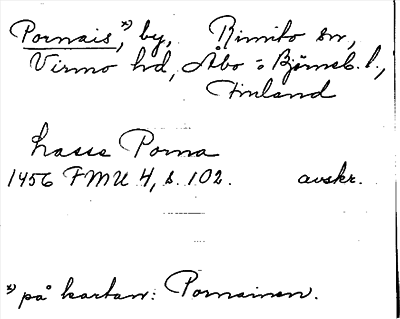 Pornais,*) by, Rimito sn,
Virmo hd, Åbo = Björneb. l.,
Finland
Lasse Porna
1456 FMU 4, s. 102. avskr.
*) på kartan: Pornainen.